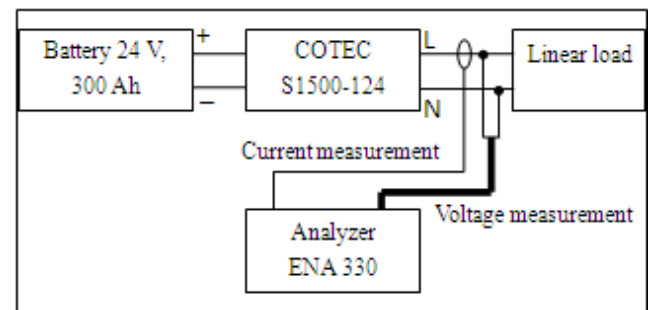 Battery 24 V,
300 Ah
+
−
COTEC
S1500-124
L
N
Linear load
Current measurement
Voltage measurement
Analyzer
ENA 330